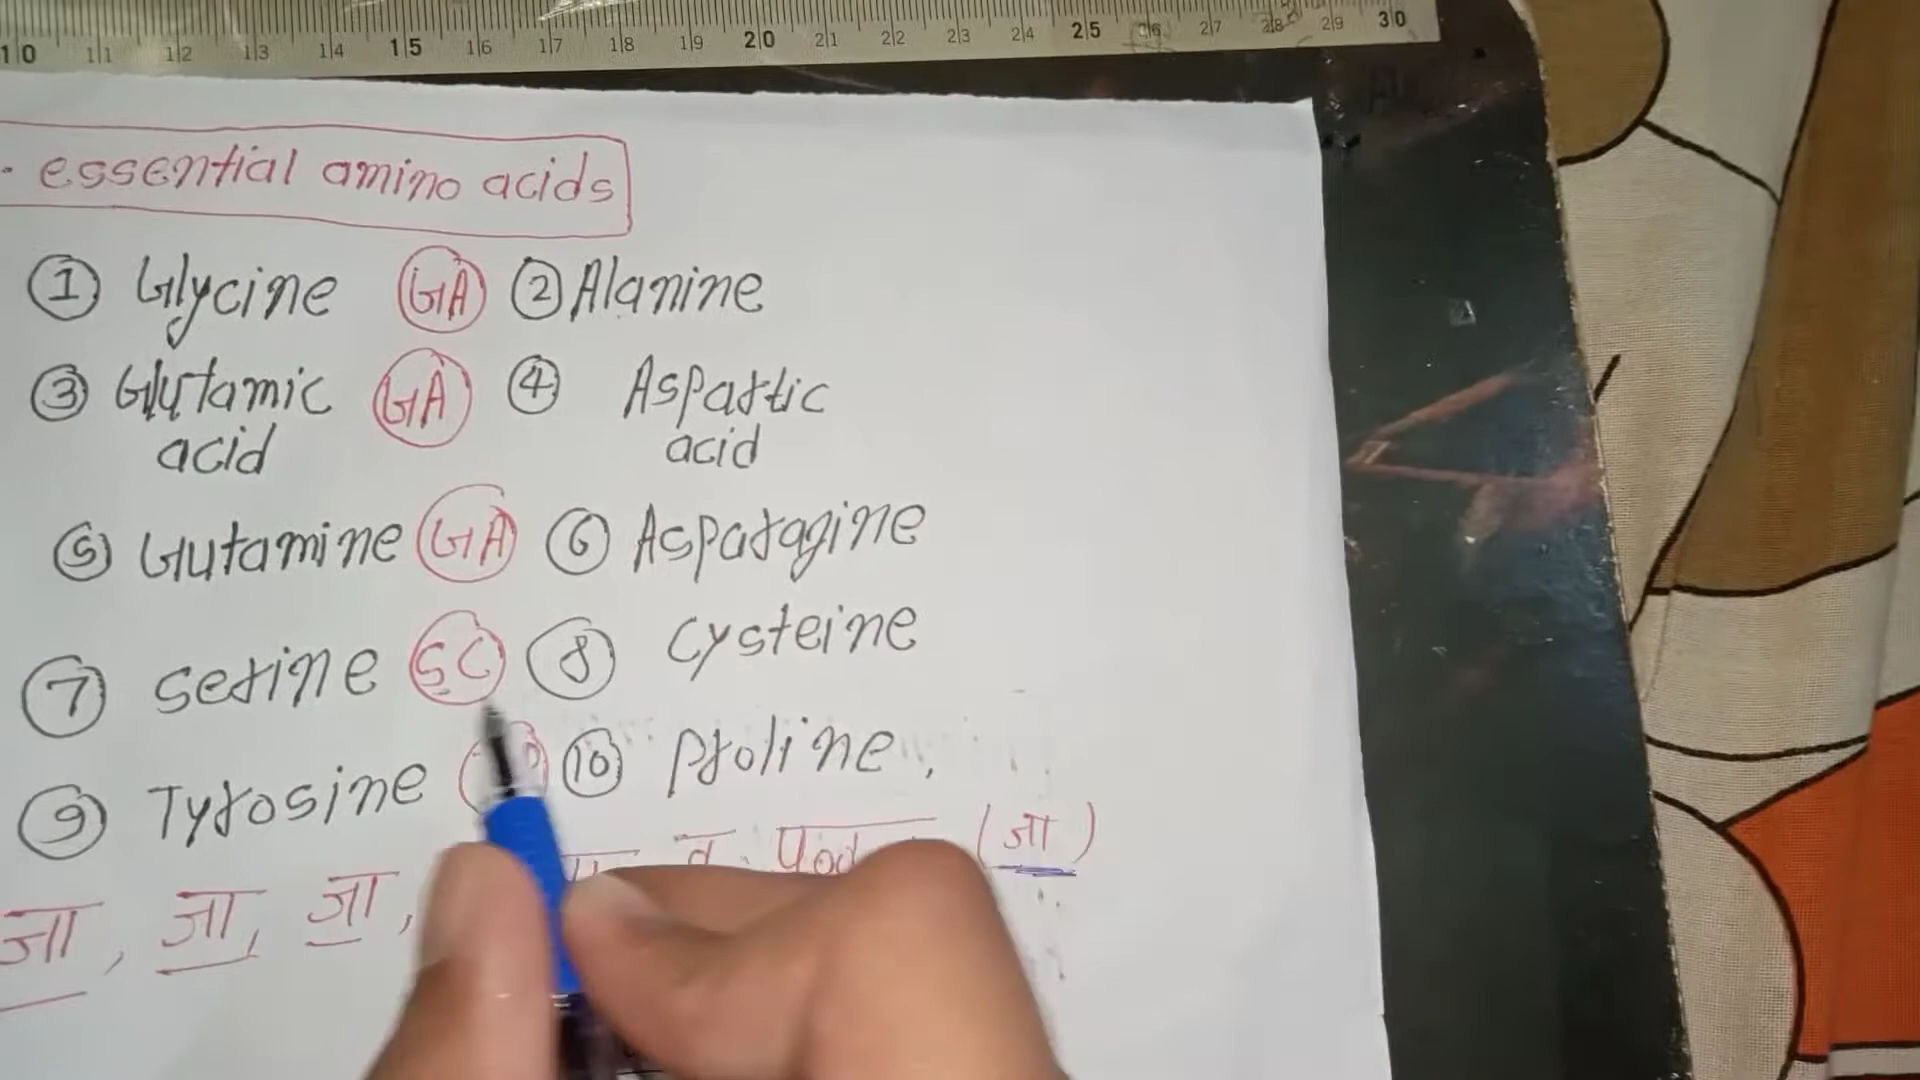 10 11 12 13 14 15 16 17 18 19 20 21 22 23 24 25 26 27 28 29 30
- essential amino acids
① Glycine GA ② Alanine
③ Glutamic acid GA ④ Aspartic acid
⑤ Glutamine GA ⑥ Asparagine
⑦ Serine SC ⑧ Cysteine
⑨ Tyrosine ⑩ Proline.
जा, जा, जा, व (जा)